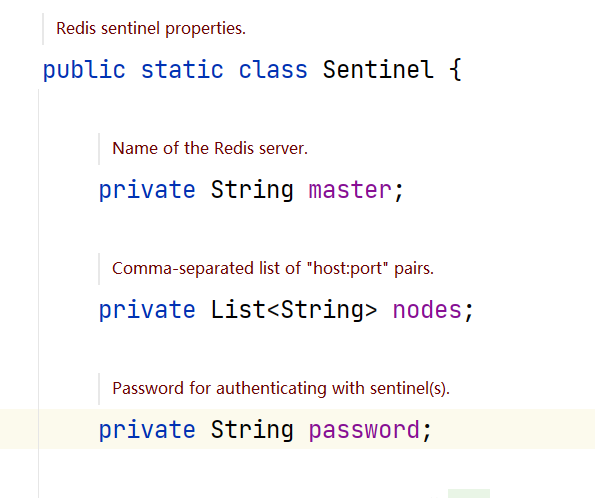 Redis sentinel properties.
public static class Sentinel {
Name of the Redis server.
private String master;
Comma-separated list of "host:port" pairs.
private List<String> nodes;
Password for authenticating with sentinel(s).
private String password;